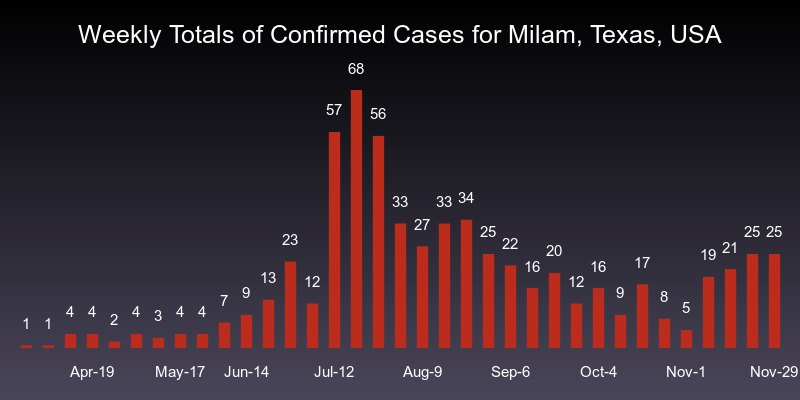 Weekly Totals of Confirmed Cases for Milam, Texas, USA
1 1 4 4 2 4 3 4 4 7 9 13 23 12 57 68 56 33 27 33 34 25 22 16 20 12 16 9 17 8 5 19 21 25 25
Apr-19 May-17 Jun-14 Jul-12 Aug-9 Sep-6 Oct-4 Nov-1 Nov-29